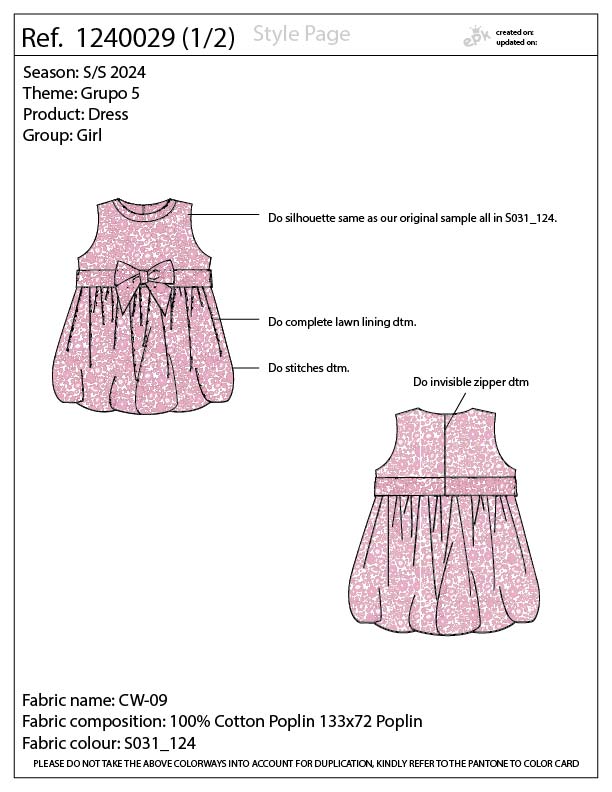 Ref. 1240029 (1/2)
Style Page
epk
created on:
updated on:
Season: S/S 2024
Theme: Grupo 5
Product: Dress
Group: Girl
Do silhouette same as our original sample all in S031_124.
Do complete lawn lining dtm.
Do stitches dtm.
Do invisible zipper dtm
Fabric name: CW-09
Fabric composition: 100% Cotton Poplin 133x72 Poplin
Fabric colour: S031_124
PLEASE DO NOT TAKE THE ABOVE COLORWAYS INTO ACCOUNT FOR DUPLICATION, KINDLY REFER TO THE PANTONE TO COLOR CARD